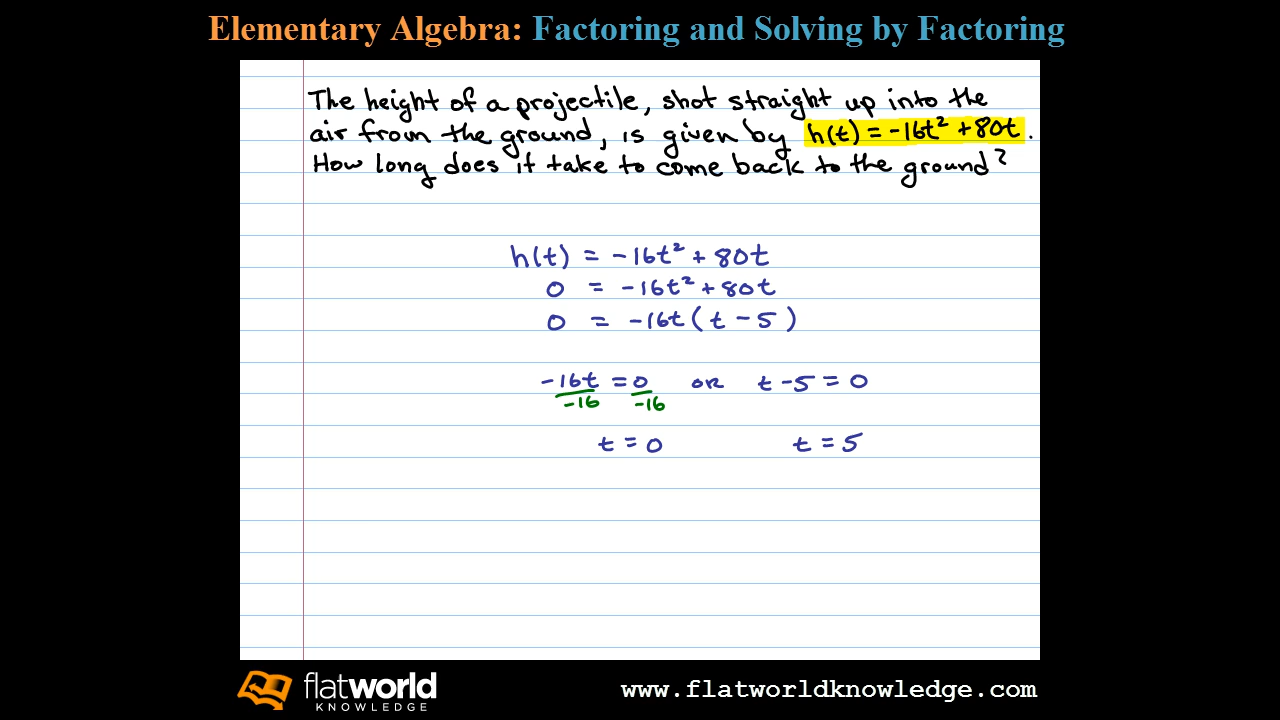 Elementary Algebra: Factoring and Solving by Factoring
The height of a projectile, shot straight up into the
air from the ground, is given by h(t) = -16t² + 80t.
How long does it take to come back to the ground?
h(t) = -16t² + 80t
0 = -16t² + 80t
0 = -16t(t - 5)
-16t = 0 or t - 5 = 0
-16 -16
t = 0 t = 5
flatworld
KNOWLEDGE
www.flatworldknowledge.com